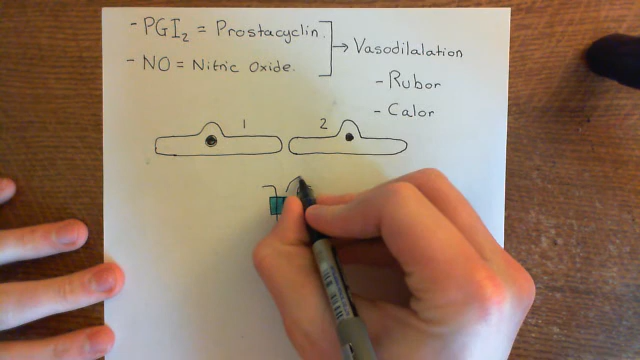 - PGI₂ = Prostacyclin.
- NO = Nitric Oxide.
→ Vasodilalation
- Rubor
- Calor
1 2